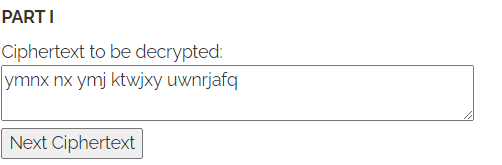 PART I
Ciphertext to be decrypted:
ymnx nx ymj ktwjxy uwnrjafq
Next Ciphertext